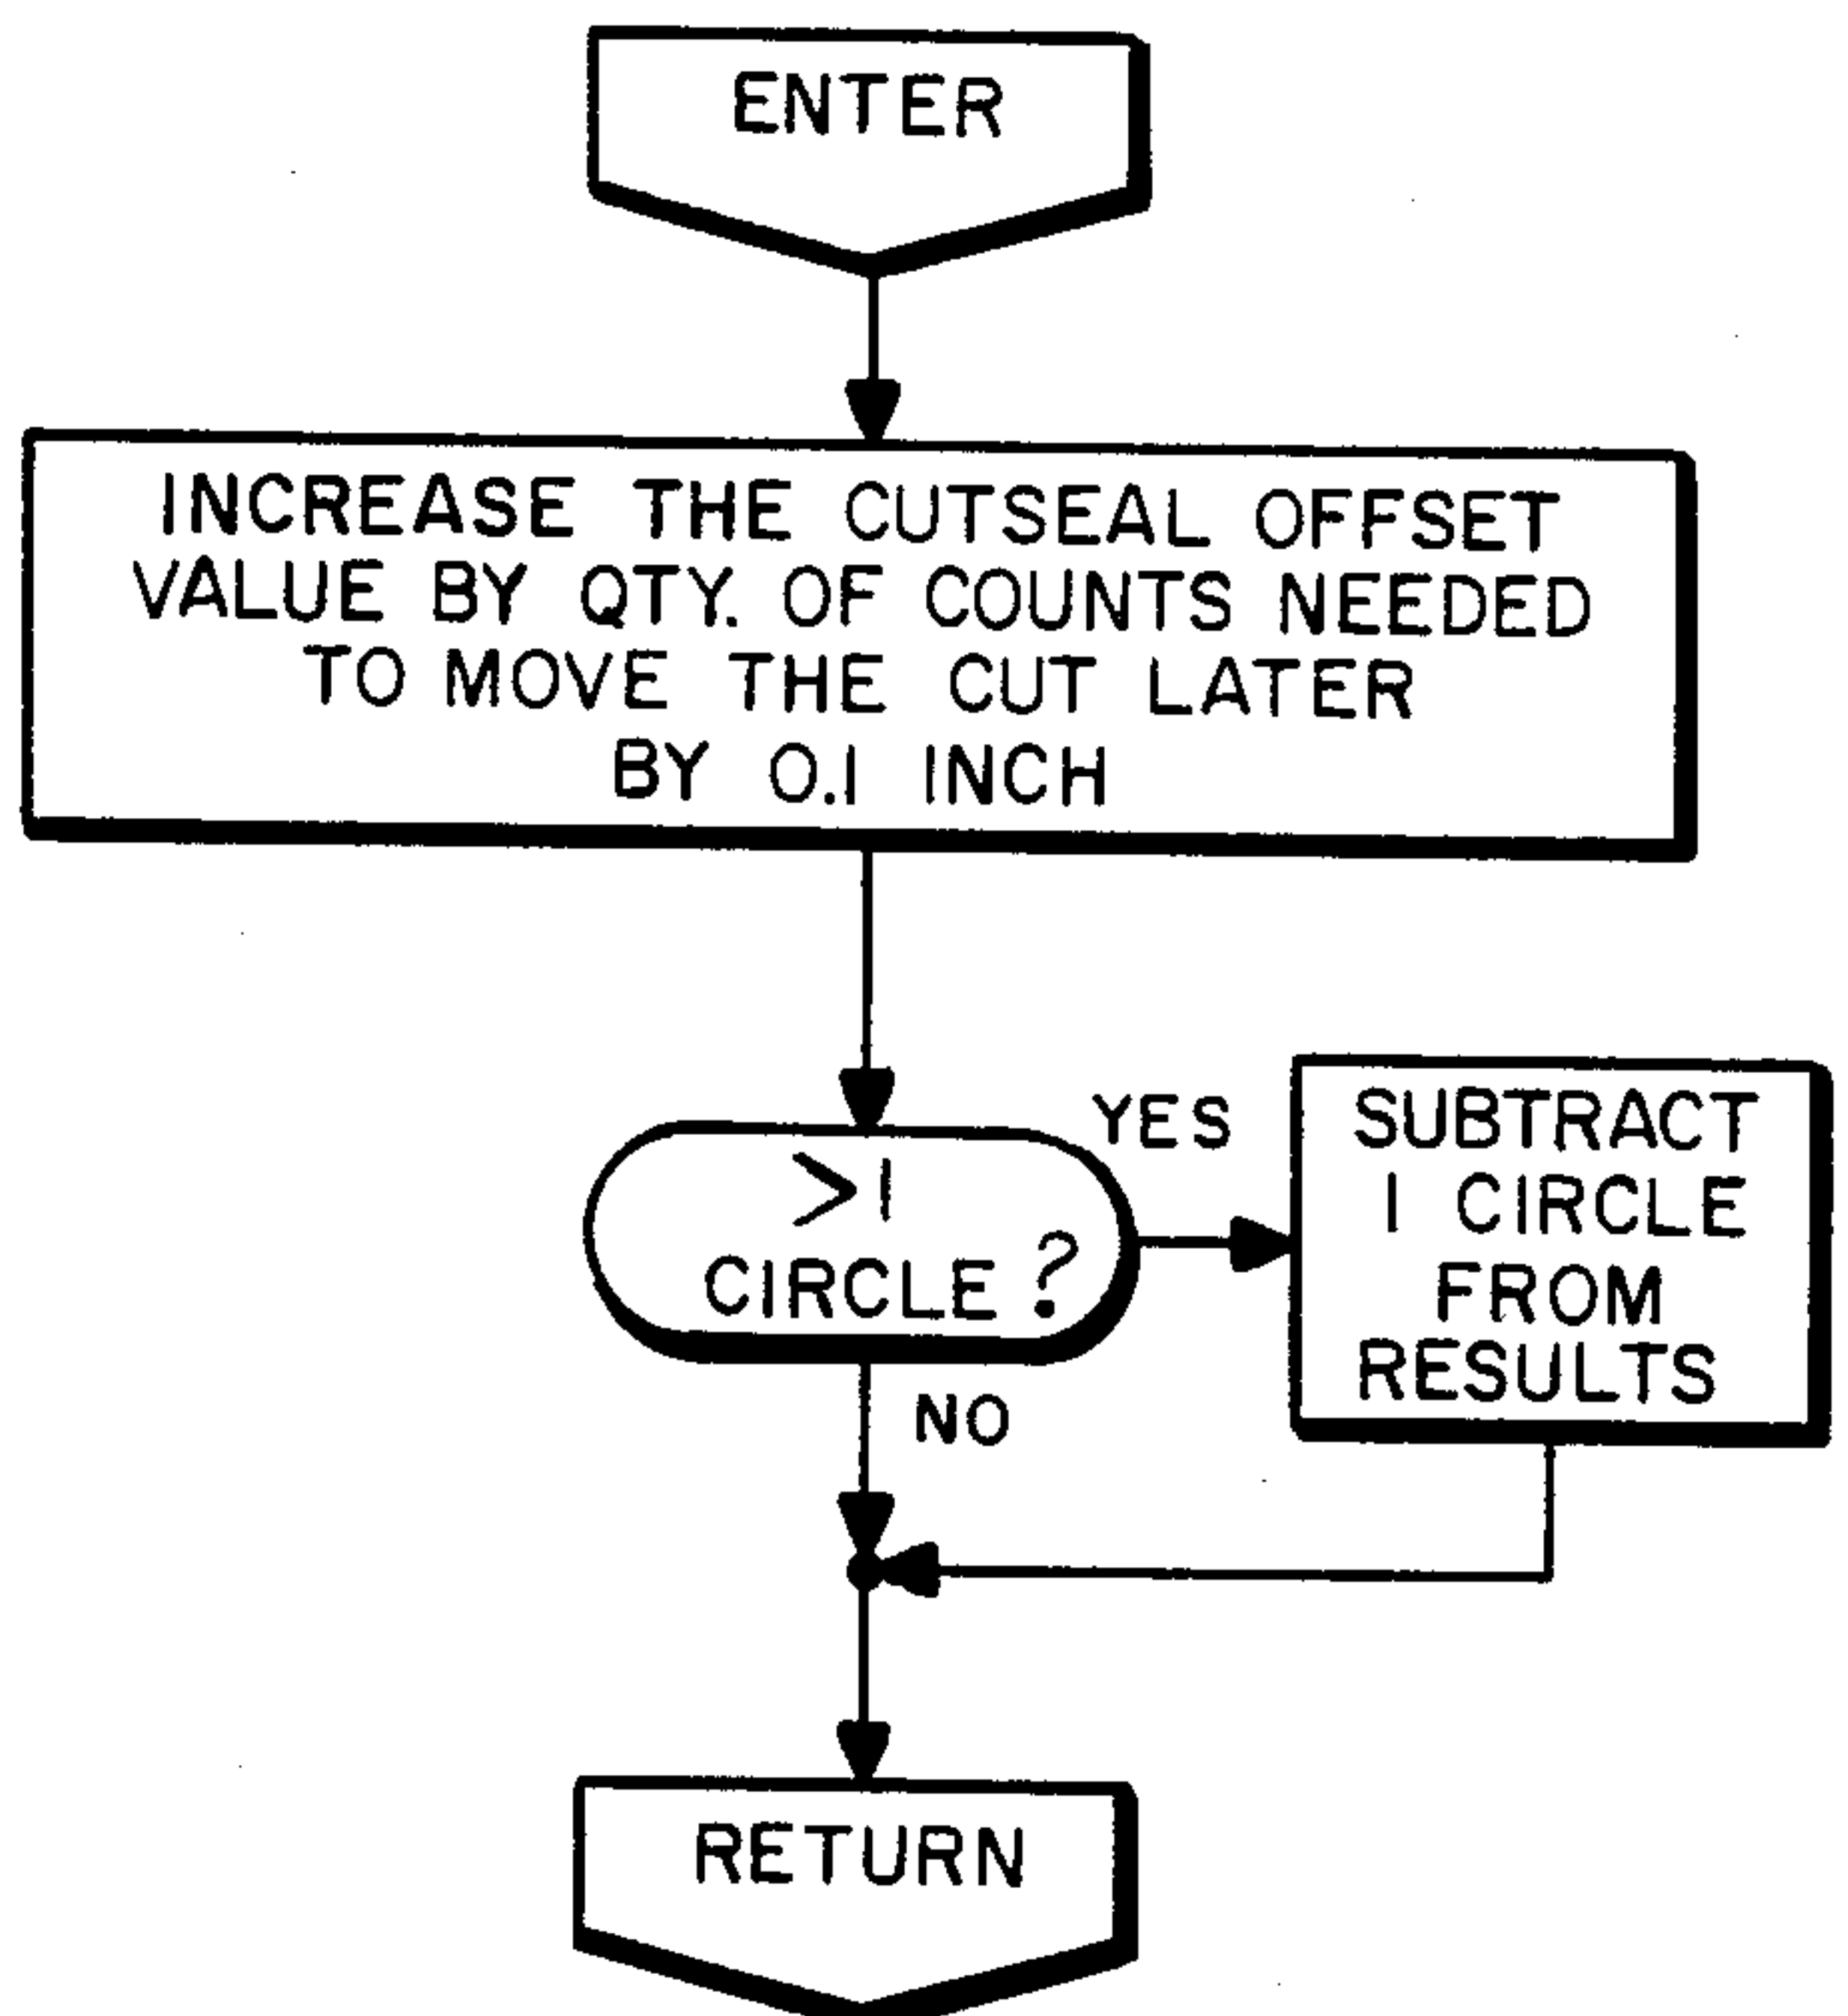 ENTER
INCREASE THE CUTSEAL OFFSET
VALUE BY QTY. OF COUNTS NEEDED
TO MOVE THE CUT LATER
BY 0.1 INCH
>1
CIRCLE ?
YES
SUBTRACT
1 CIRCLE
FROM
RESULTS
NO
RETURN